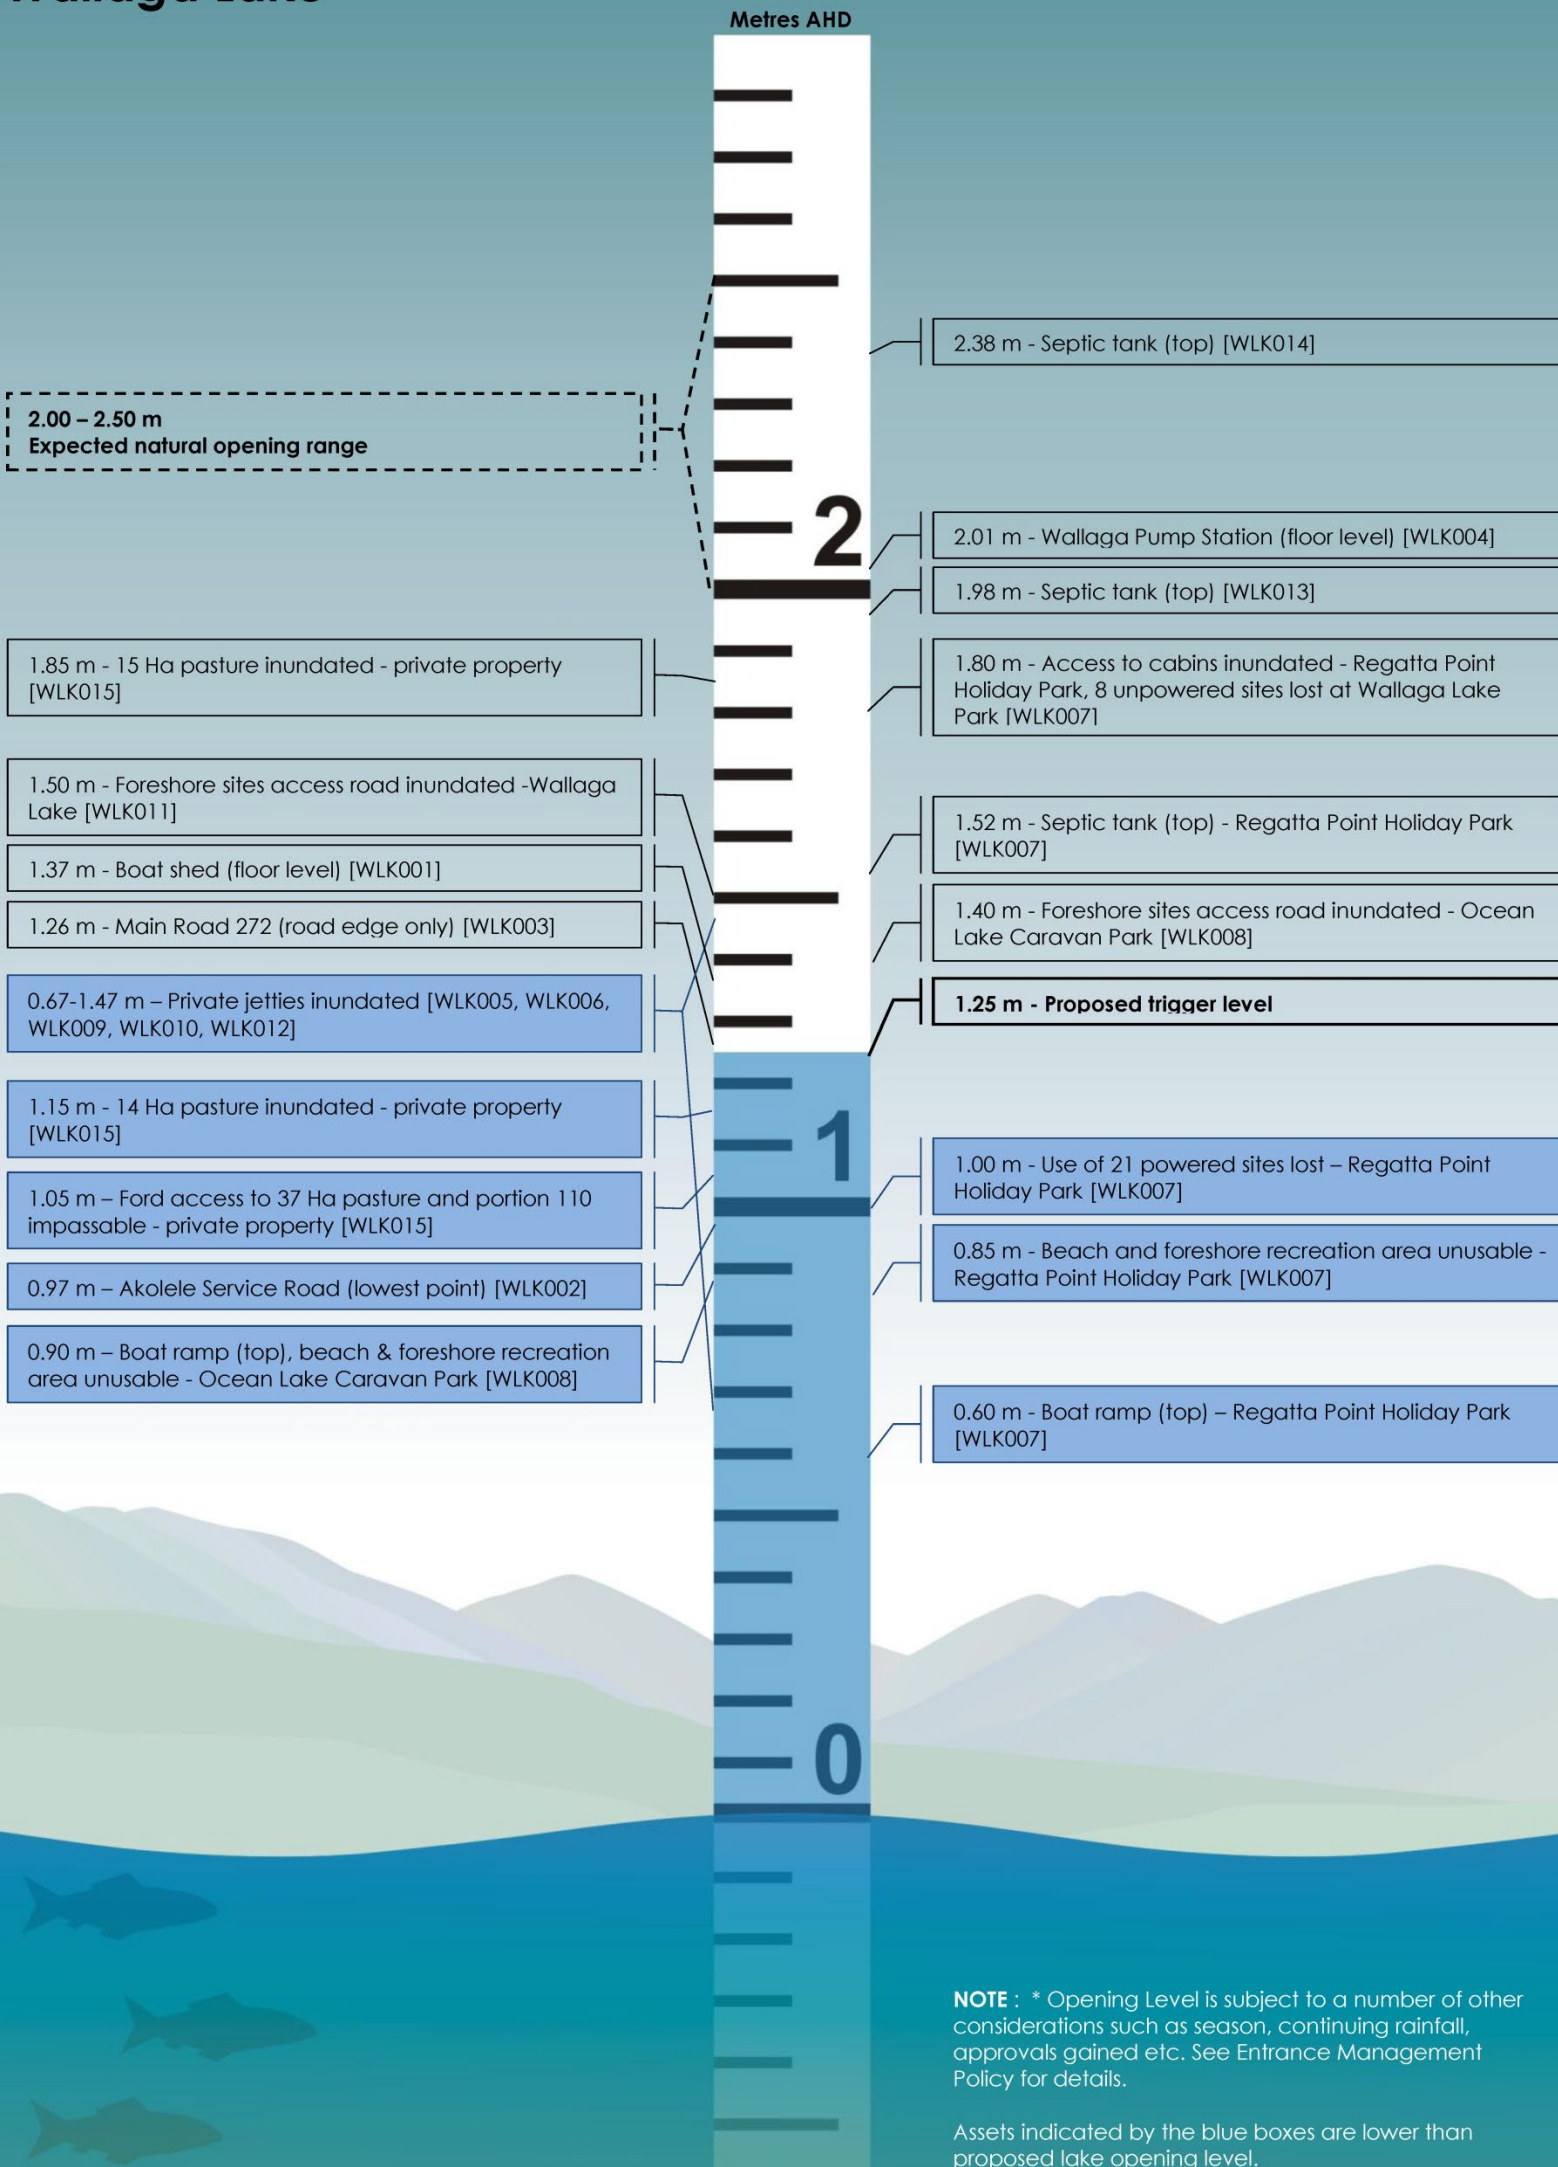 Metres AHD
2.38 m - Septic tank (top) [WLK014]
2.00 – 2.50 m
Expected natural opening range
2
2.01 m - Wallaga Pump Station (floor level) [WLK004]
1.98 m - Septic tank (top) [WLK013]
1.85 m - 15 Ha pasture inundated - private property
[WLK015]
1.80 m - Access to cabins inundated - Regatta Point
Holiday Park, 8 unpowered sites lost at Wallaga Lake
Park [WLK007]
1.50 m - Foreshore sites access road inundated -Wallaga
Lake [WLK011]
1.52 m - Septic tank (top) - Regatta Point Holiday Park
[WLK007]
1.37 m - Boat shed (floor level) [WLK001]
1.40 m - Foreshore sites access road inundated - Ocean
Lake Caravan Park [WLK008]
1.26 m - Main Road 272 (road edge only) [WLK003]
0.67-1.47 m – Private jetties inundated [WLK005, WLK006,
WLK009, WLK010, WLK012]
1.25 m - Proposed trigger level
1.15 m - 14 Ha pasture inundated - private property
[WLK015]
1
1.00 m - Use of 21 powered sites lost – Regatta Point
Holiday Park [WLK007]
1.05 m – Ford access to 37 Ha pasture and portion 110
impassable - private property [WLK015]
0.85 m - Beach and foreshore recreation area unusable -
Regatta Point Holiday Park [WLK007]
0.97 m – Akolele Service Road (lowest point) [WLK002]
0.90 m – Boat ramp (top), beach & foreshore recreation
area unusable - Ocean Lake Caravan Park [WLK008]
0.60 m - Boat ramp (top) – Regatta Point Holiday Park
[WLK007]
0
NOTE : * Opening Level is subject to a number of other
considerations such as season, continuing rainfall,
approvals gained etc. See Entrance Management
Policy for details.
Assets indicated by the blue boxes are lower than
proposed lake opening level.